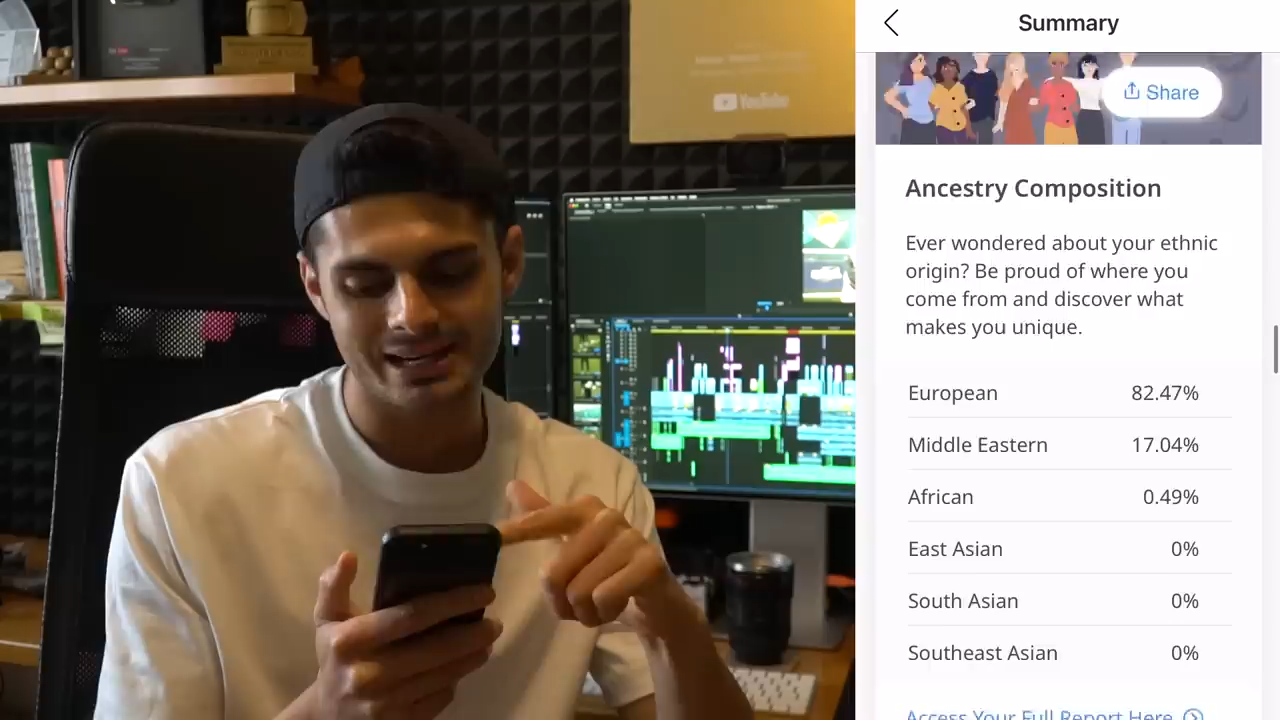 YouTube
Summary
Share
Ancestry Composition
Ever wondered about your ethnic
origin? Be proud of where you
come from and discover what
makes you unique.
European 82.47%
Middle Eastern 17.04%
African 0.49%
East Asian 0%
South Asian 0%
Southeast Asian 0%
Access Your Full Report Here